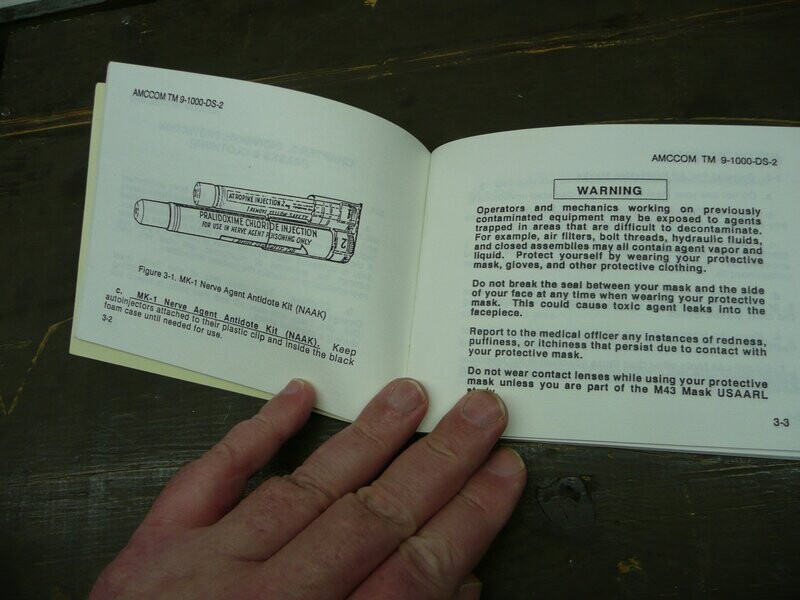 AMCCOM TM 9-1000-DS-2
ATROPINE INJECTION 2 mg
1
PRALIDOXIME CHLORIDE INJECTION
FOR USE IN NERVE AGENT POISONING ONLY
2
Figure 3-1. MK-1 Nerve Agent Antidote Kit (NAAK)
c. MK-1 Nerve Agent Antidote Kit (NAAK). Keep
autoinjectors attached to their plastic clip and inside the black
foam case until needed for use.
3-2
AMCCOM TM 9-1000-DS-2
WARNING
Operators and mechanics working on previously
contaminated equipment may be exposed to agents
trapped in areas that are difficult to decontaminate.
For example, air filters, bolt threads, hydraulic fluids,
and closed assemblies may all contain agent vapor and
liquid. Protect yourself by wearing your protective
mask, gloves, and other protective clothing.
Do not break the seal between your mask and the side
of your face at any time when wearing your protective
mask. This could cause toxic agent leaks into the
facepiece.
Report to the medical officer any instances of redness,
puffiness, or itchiness that persist due to contact with
your protective mask.
Do not wear contact lenses while using your protective
mask unless you are part of the M43 Mask USAARL
3-3